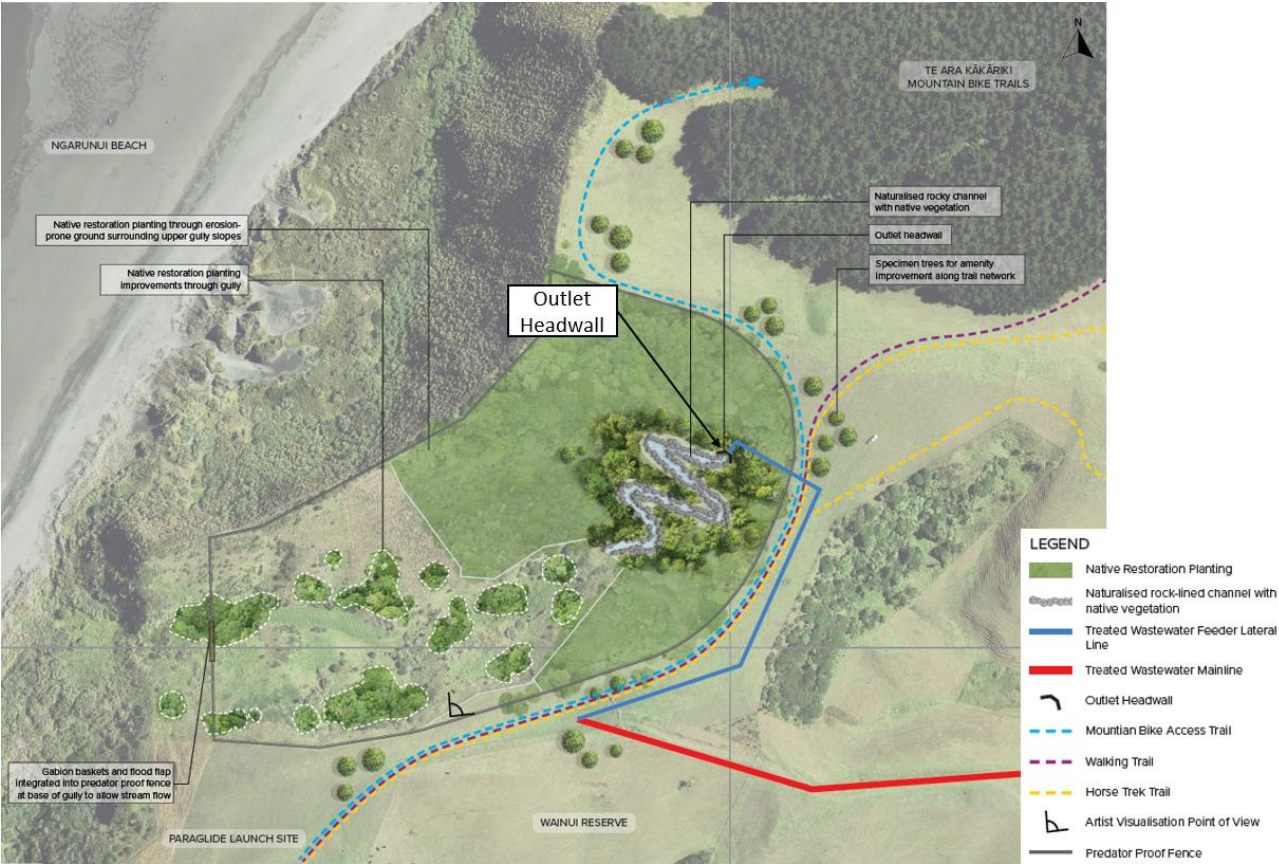 N
TE ARA KĀKĀRIKI
MOUNTAIN BIKE TRAILS
NGARUNUI BEACH
Naturalised rocky channel
with native vegetation
Native restoration planting through erosion-
prone ground surrounding upper gully slopes
Outlet headwall
Native restoration planting
improvements through gully
Specimen trees for amenity
improvement along trail network
Outlet
Headwall
LEGEND
Native Restoration Planting
Naturalised rock-lined channel with
native vegetation
Treated Wastewater Feeder Lateral
Line
Treated Wastewater Mainline
Outlet Headwall
Mountian Bike Access Trail
Walking Trail
Horse Trek Trail
Artist Visualisation Point of View
Predator Proof Fence
Gabion baskets and flood flap
integrated into predator proof fence
at base of gully to allow stream flow
PARAGLIDE LAUNCH SITE
WAINUI RESERVE